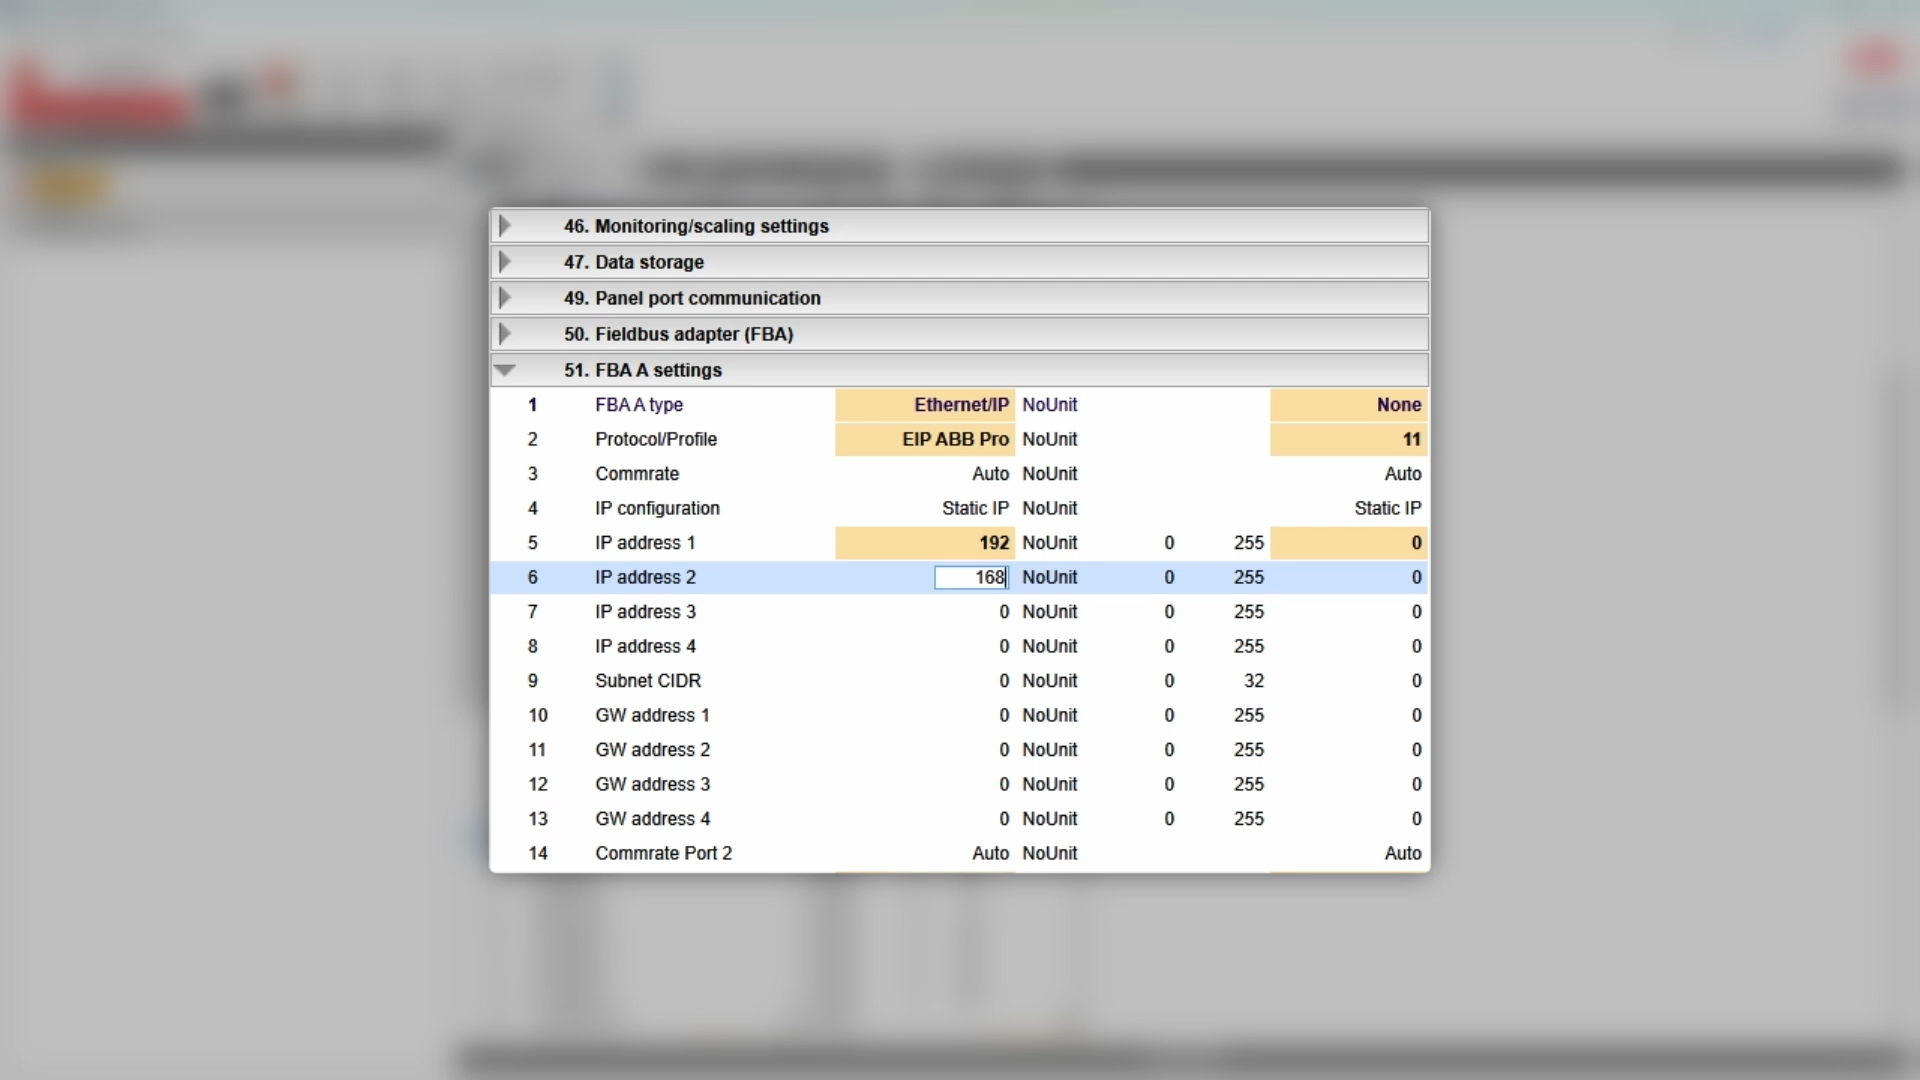 46. Monitoring/scaling settings
47. Data storage
49. Panel port communication
50. Fieldbus adapter (FBA)
51. FBA A settings
1 FBA A type Ethernet/IP NoUnit None
2 Protocol/Profile EIP ABB Pro NoUnit 11
3 Commrate Auto NoUnit Auto
4 IP configuration Static IP NoUnit Static IP
5 IP address 1 192 NoUnit 0 255 0
6 IP address 2 168 NoUnit 0 255 0
7 IP address 3 0 NoUnit 0 255 0
8 IP address 4 0 NoUnit 0 255 0
9 Subnet CIDR 0 NoUnit 0 32 0
10 GW address 1 0 NoUnit 0 255 0
11 GW address 2 0 NoUnit 0 255 0
12 GW address 3 0 NoUnit 0 255 0
13 GW address 4 0 NoUnit 0 255 0
14 Commrate Port 2 Auto NoUnit Auto